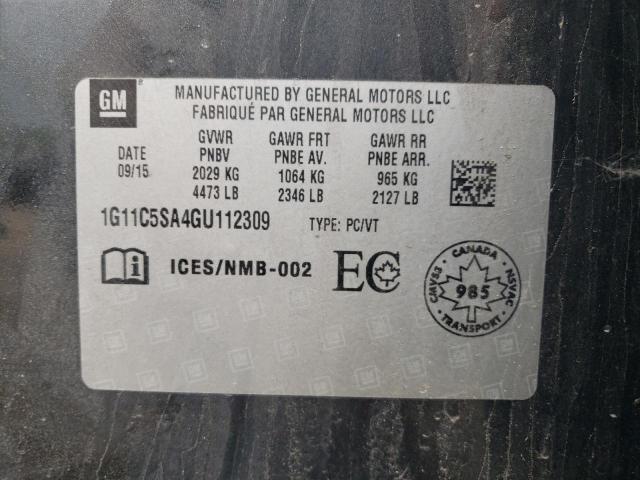 GM
MANUFACTURED BY GENERAL MOTORS LLC
FABRIQUÉ PAR GENERAL MOTORS LLC
DATE 09/15
GVWR PNBV 2029 KG 4473 LB
GAWR FRT PNBE AV. 1064 KG 2346 LB
GAWR RR PNBE ARR. 965 KG 2127 LB
1G11C5SA4GU112309 TYPE: PC/VT
ICES/NMB-002 EC
CANADA
CMVSS NSVAC
985
TRANSPORT